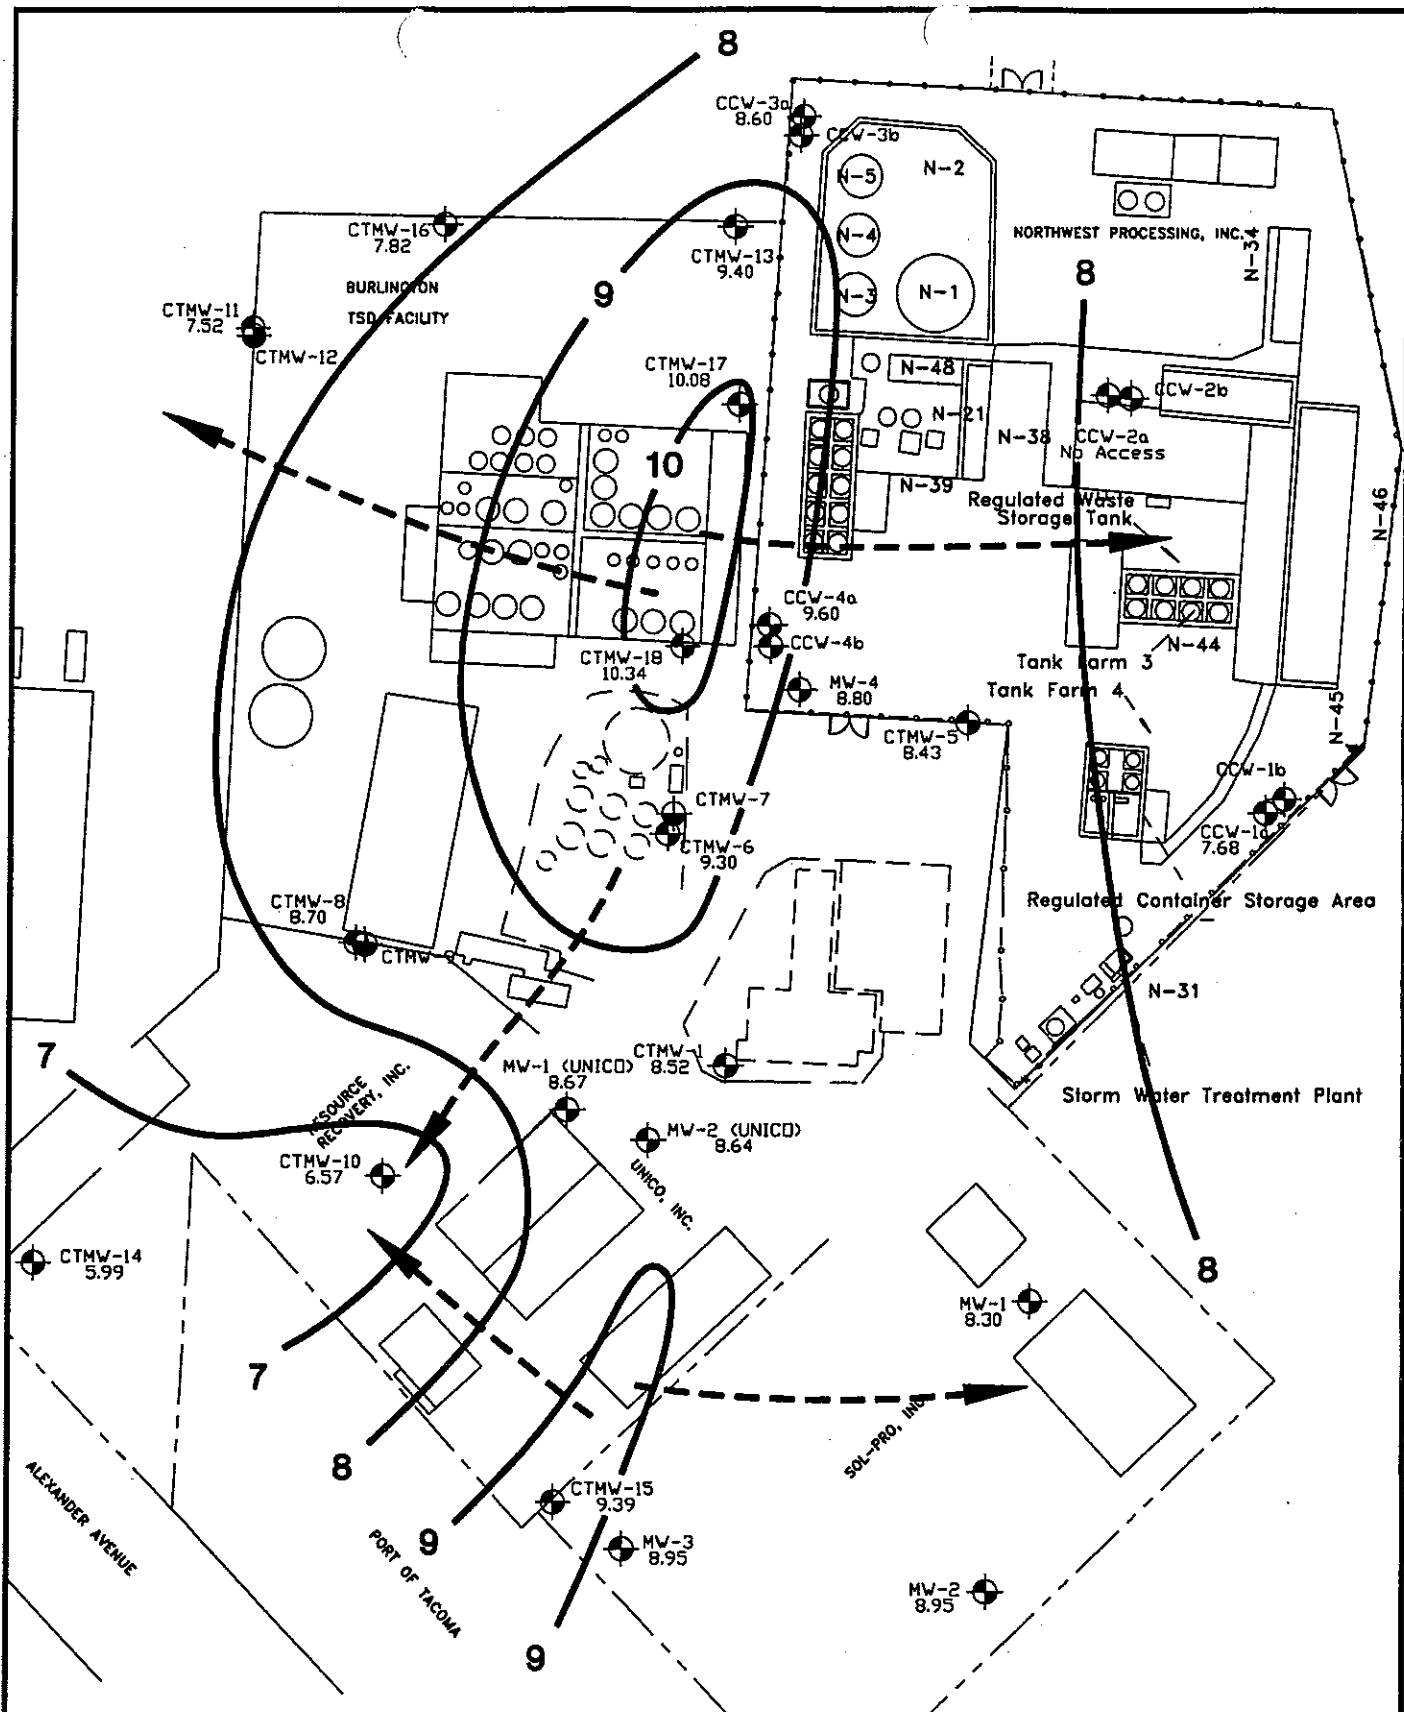 8
CCW-3a
8.60
CCW-3b
N-5
N-2
CTMW-16
7.82
N-4
NORTHWEST PROCESSING, INC.
N-34
CTMW-13
9.40
8
BURLINGTON
TSD FACILITY
9
N-3
N-1
CTMW-11
7.52
CTMW-12
CTMW-17
10.08
N-48
CCW-2b
N-21
N-38
CCW-2a
No Access
10
N-39
Regulated Waste
Storage Tank
N-46
CCW-4a
9.60
CCW-4b
N-44
CTMW-18
10.34
Tank Farm 3
MW-4
8.80
Tank Farm 4
N-45
CTMW-5
8.43
CCW-1b
CTMW-7
CCW-1a
7.68
CTMW-6
9.30
CTMW-8
8.70
Regulated Container Storage Area
CTMW-9
N-31
7
CTMW-1
8.52
MW-1 (UNICO)
8.67
RESOURCE
RECOVERY, INC.
Storm Water Treatment Plant
MW-2 (UNICO)
8.64
CTMW-10
6.57
UNICO, INC.
CTMW-14
5.99
8
MW-1
8.30
7
SOL-PRO, INC.
8
ALEXANDER AVENUE
CTMW-15
9.39
9
MW-3
8.95
PORT OF TACOMA
MW-2
8.95
9